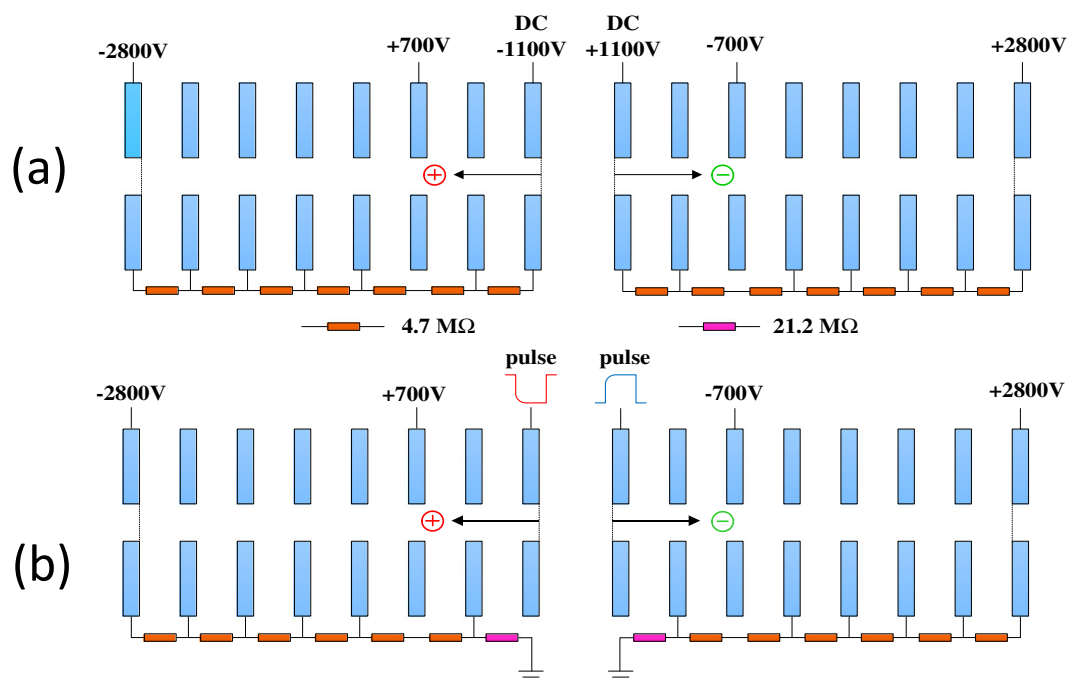 DC DC
-2800V +700V -1100V +1100V -700V +2800V
(a)
+ −
4.7 MΩ 21.2 MΩ
pulse pulse
-2800V +700V -700V +2800V
+ −
(b)